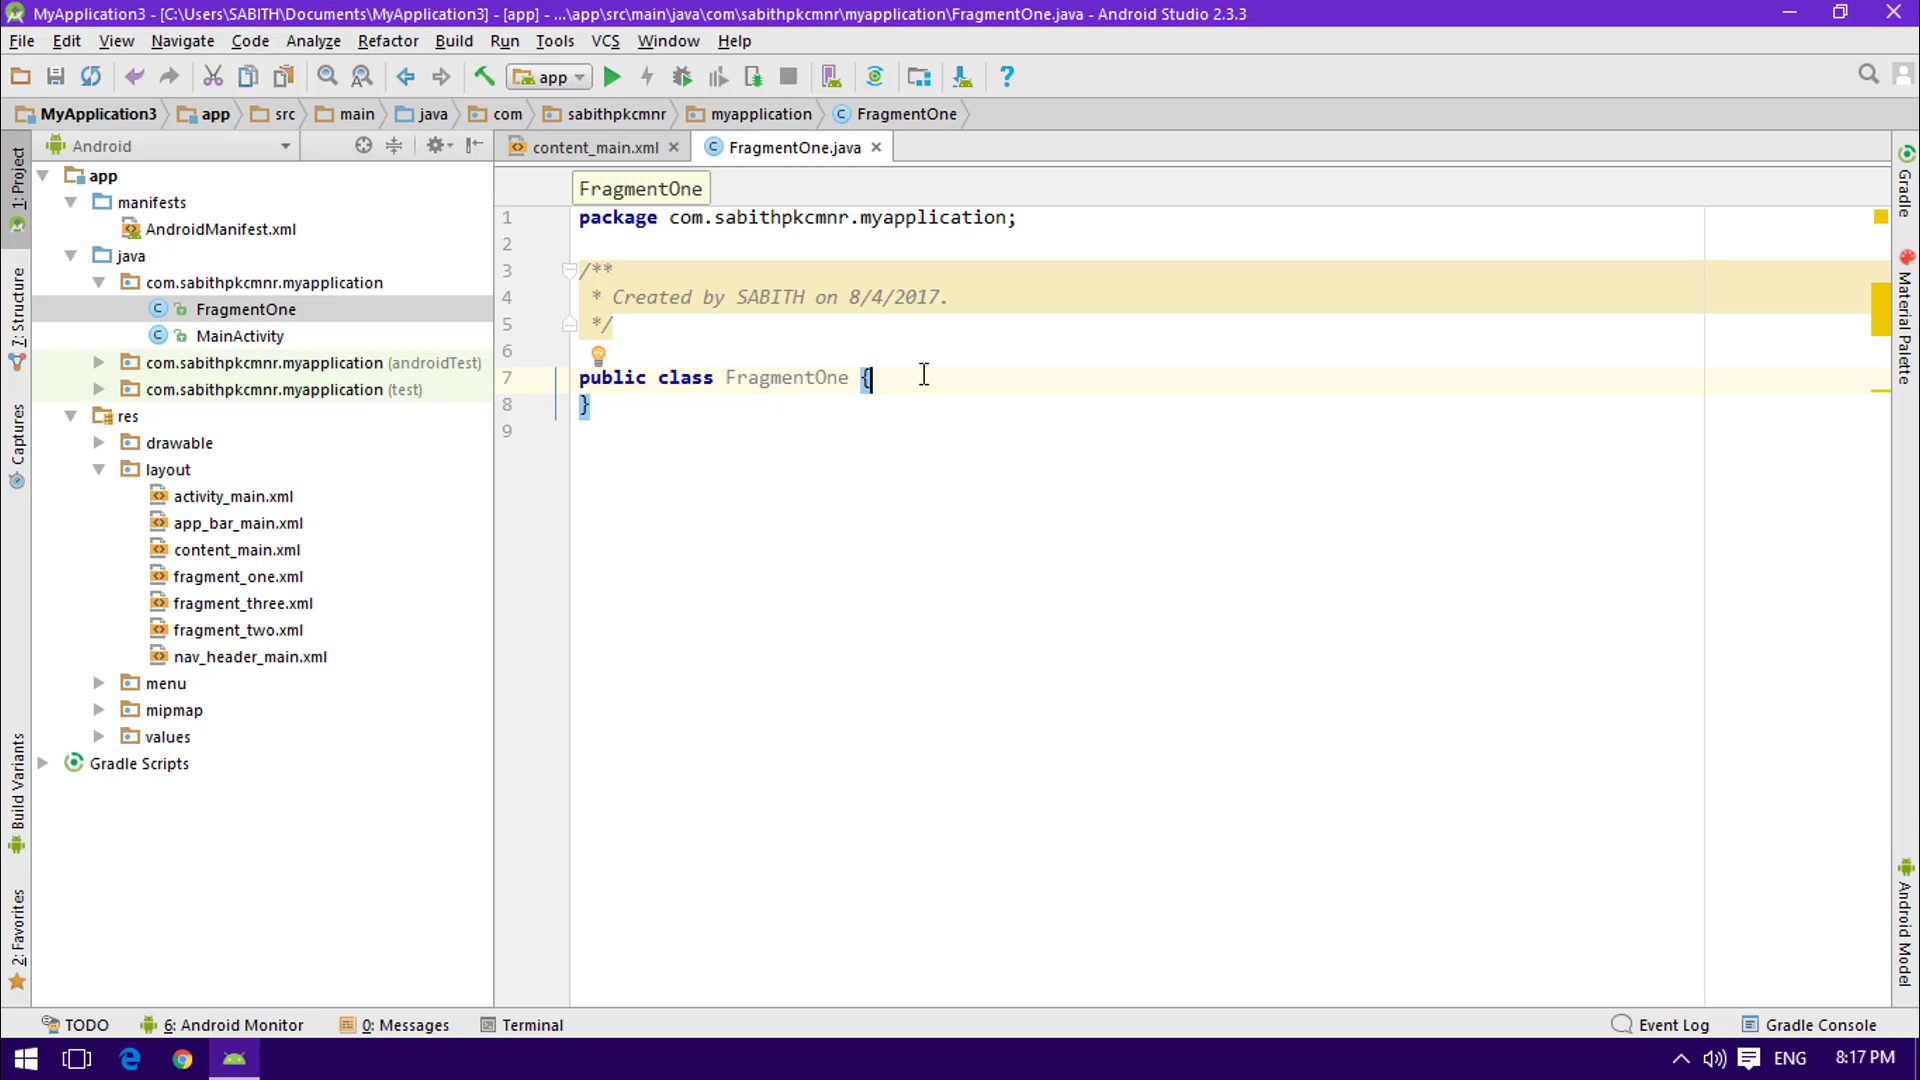 MyApplication3 - [C:\Users\SABITH\Documents\MyApplication3] - [app] - ...\app\src\main\java\com\sabithpkcmnr\myapplication\FragmentOne.java - Android Studio 2.3.3
File Edit View Navigate Code Analyze Refactor Build Run Tools VCS Window Help
app
MyApplication3 app src main java com sabithpkcmnr myapplication FragmentOne
Android
content_main.xml
FragmentOne.java
1: Project
7: Structure
Captures
Build Variants
2: Favorites
app
manifests
AndroidManifest.xml
java
com.sabithpkcmnr.myapplication
FragmentOne
MainActivity
com.sabithpkcmnr.myapplication (androidTest)
com.sabithpkcmnr.myapplication (test)
res
drawable
layout
activity_main.xml
app_bar_main.xml
content_main.xml
fragment_one.xml
fragment_three.xml
fragment_two.xml
nav_header_main.xml
menu
mipmap
values
Gradle Scripts
FragmentOne
1 package com.sabithpkcmnr.myapplication;
2
3 /**
4 * Created by SABITH on 8/4/2017.
5 */
6
7 public class FragmentOne {
8 }
9
Gradle
Material Palette
Android Model
TODO 6: Android Monitor 0: Messages Terminal Event Log Gradle Console
ENG 8:17 PM